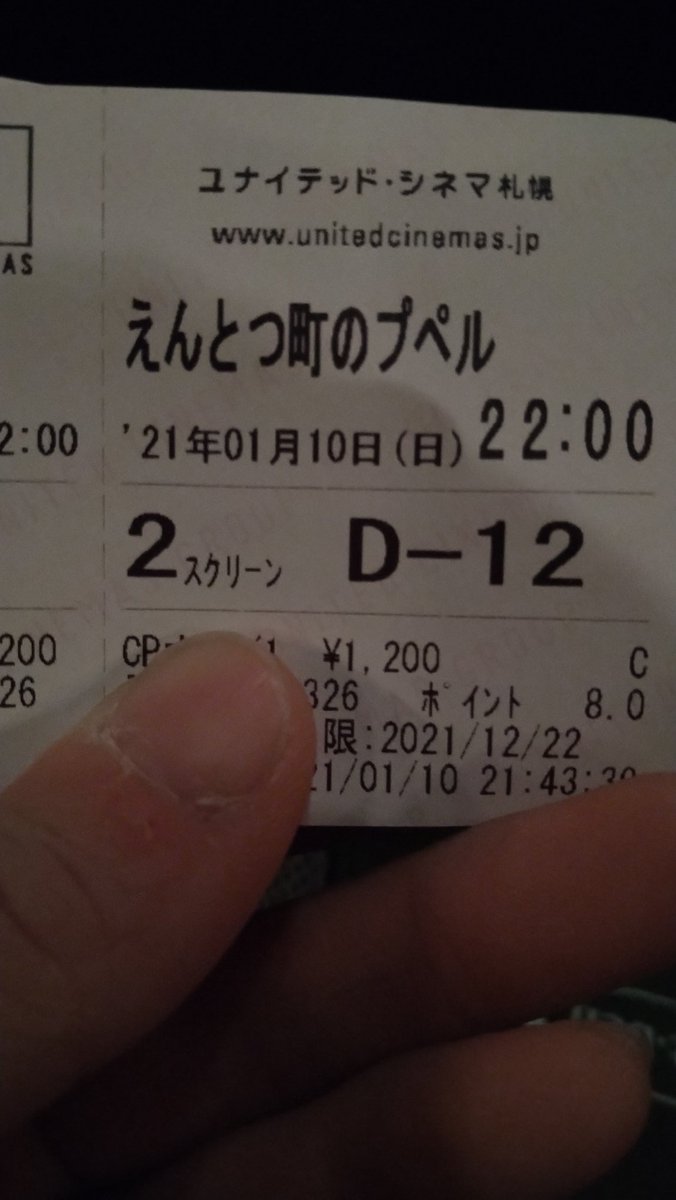 ユナイテッド・シネマ札幌
www.unitedcinemas.jp
AS
えんとつ町のプペル
2:00
'21年01月10日(日) 22:00
2スクリーン D-12
200
CP ¥1,200 C
26
326 ポイント 8.0
限:2021/12/22
21/01/10 21:43:30